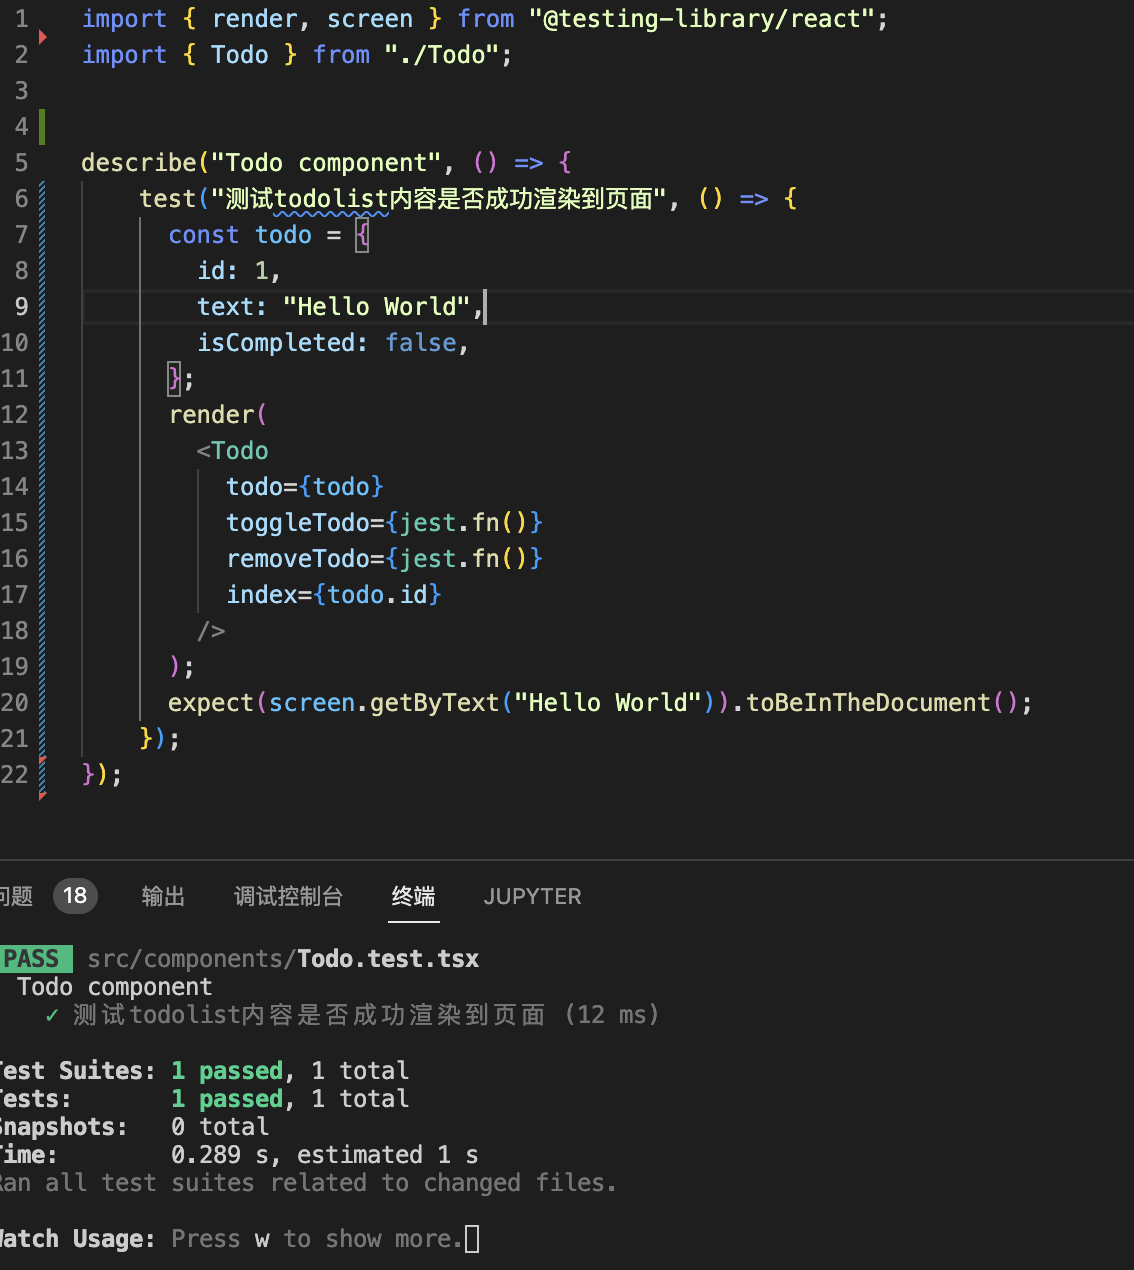 1 import { render, screen } from "@testing-library/react";
2 import { Todo } from "./Todo";
3
4
5 describe("Todo component", () => {
6 test("测试todolist内容是否成功渲染到页面", () => {
7 const todo = {
8 id: 1,
9 text: "Hello World",
10 isCompleted: false,
11 };
12 render(
13 <Todo
14 todo={todo}
15 toggleTodo={jest.fn()}
16 removeTodo={jest.fn()}
17 index={todo.id}
18 />
19 );
20 expect(screen.getByText("Hello World")).toBeInTheDocument();
21 });
22 });
问题 18 输出 调试控制台 终端 JUPYTER
PASS src/components/Todo.test.tsx
Todo component
✓ 测试todolist内容是否成功渲染到页面 (12 ms)
Test Suites: 1 passed, 1 total
Tests: 1 passed, 1 total
Snapshots: 0 total
Time: 0.289 s, estimated 1 s
Ran all test suites related to changed files.
Watch Usage: Press w to show more.